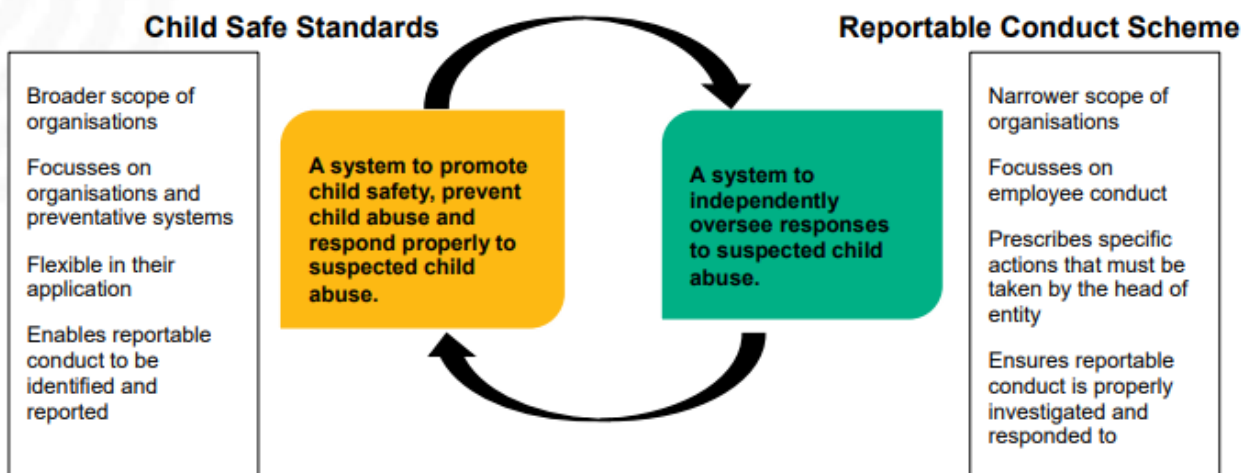 Child Safe Standards
Broader scope of
organisations
Focusses on
organisations and
preventative systems
Flexible in their
application
Enables reportable
conduct to be
identified and
reported
A system to promote
child safety, prevent
child abuse and
respond properly to
suspected child
abuse.
Reportable Conduct Scheme
A system to
independently
oversee responses
to suspected child
abuse.
Narrower scope of
organisations
Focusses on
employee conduct
Prescribes specific
actions that must be
taken by the head of
entity
Ensures reportable
conduct is properly
investigated and
responded to